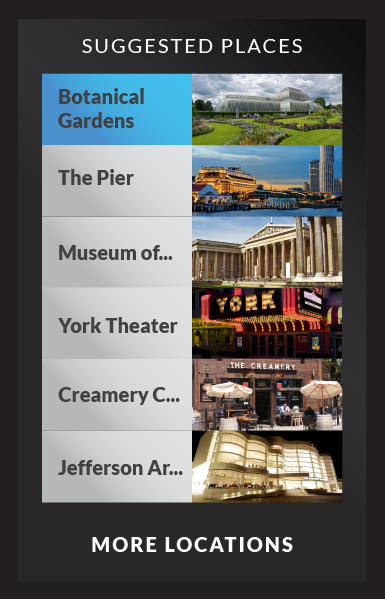 SUGGESTED PLACES
Botanical
Gardens
The Pier
Museum of...
York Theater
YORK
Creamery C...
THE CREAMERY
Jefferson Ar...
MORE LOCATIONS